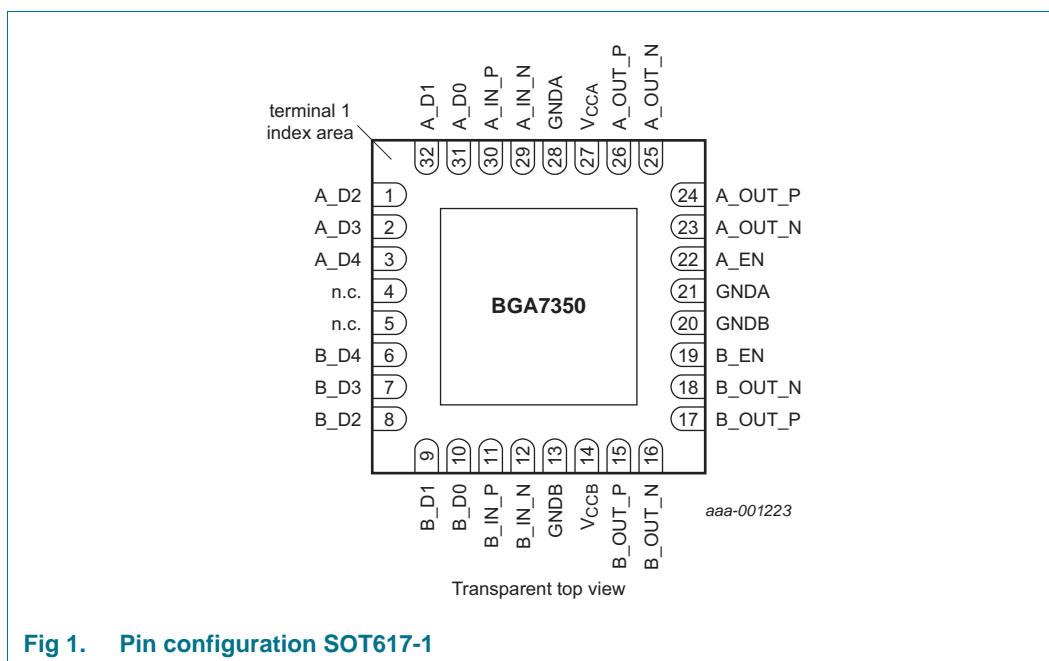 A_D1
A_D0
A_IN_P
A_IN_N
GNDA
VCCA
A_OUT_P
A_OUT_N
terminal 1
index area
32
31
30
29
28
27
26
25
A_D2 1
A_D3 2
A_D4 3
n.c. 4
n.c. 5
B_D4 6
B_D3 7
B_D2 8
BGA7350
24 A_OUT_P
23 A_OUT_N
22 A_EN
21 GNDA
20 GNDB
19 B_EN
18 B_OUT_N
17 B_OUT_P
9
10
11
12
13
14
15
16
B_D1
B_D0
B_IN_P
B_IN_N
GNDB
VCCB
B_OUT_P
B_OUT_N
aaa-001223
Transparent top view
Fig 1. Pin configuration SOT617-1